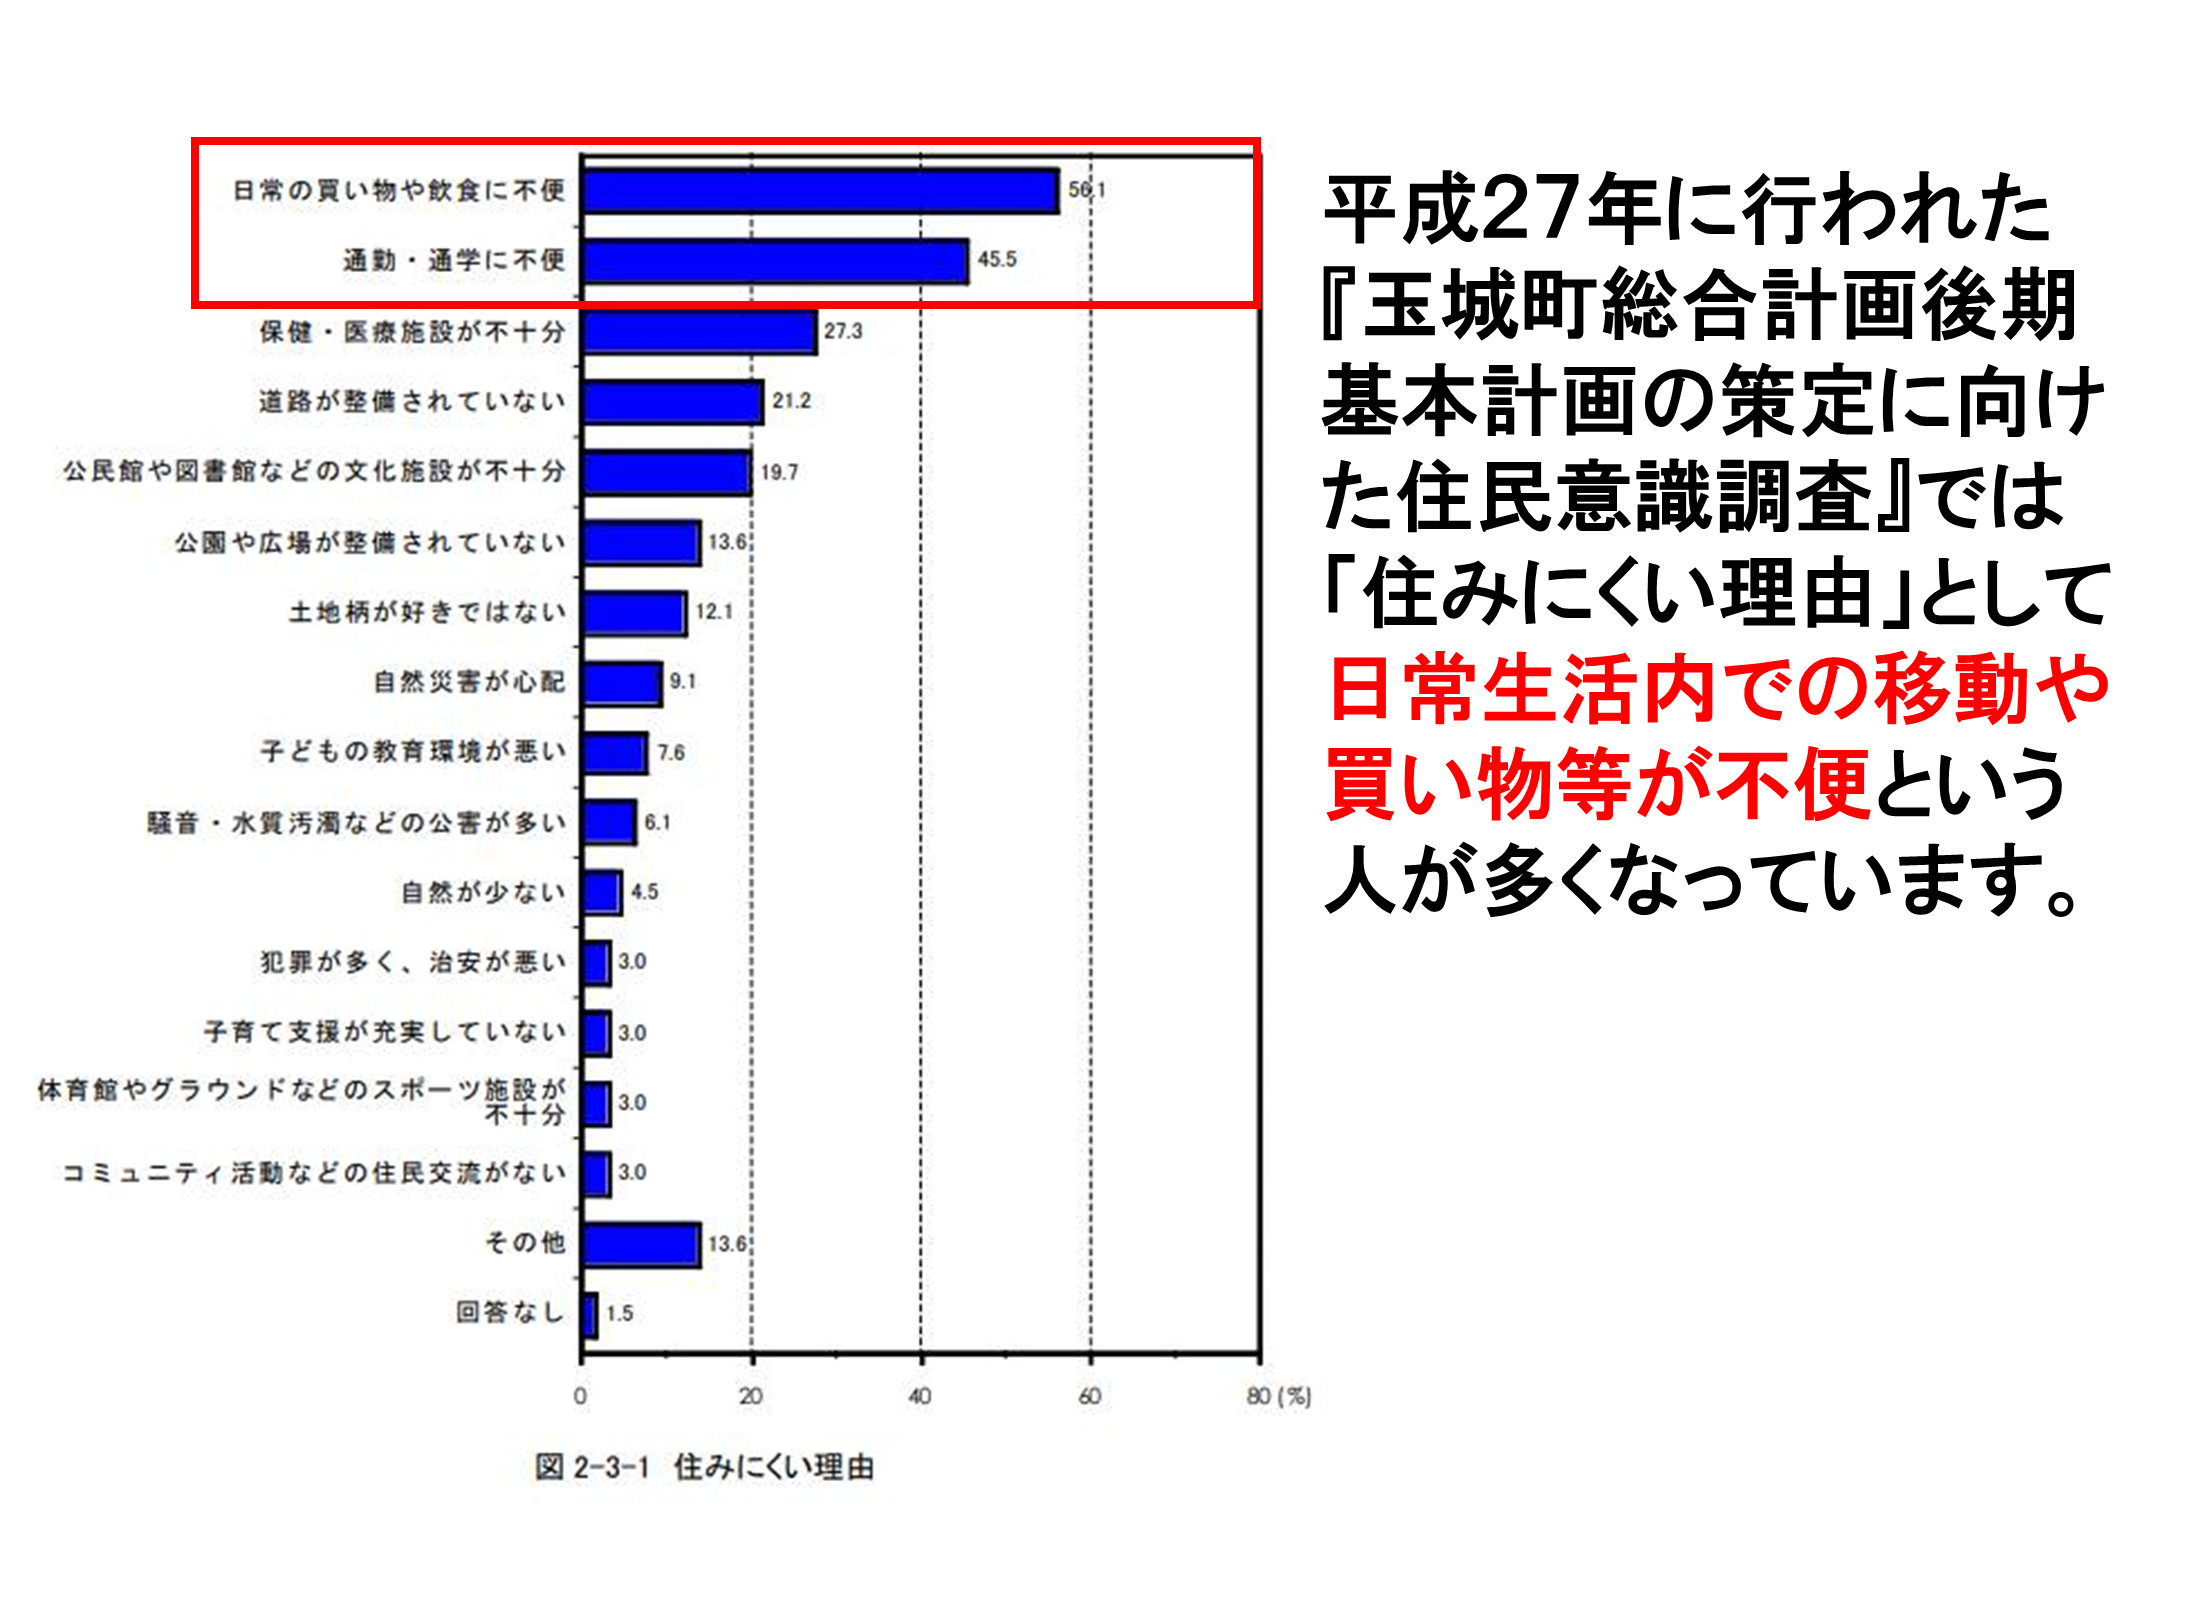 日常の買い物や飲食に不便 56.1
通勤・通学に不便 45.5
保健・医療施設が不十分 27.3
道路が整備されていない 21.2
公民館や図書館などの文化施設が不十分 19.7
公園や広場が整備されていない 13.6
土地柄が好きではない 12.1
自然災害が心配 9.1
子どもの教育環境が悪い 7.6
騒音・水質汚濁などの公害が多い 6.1
自然が少ない 4.5
犯罪が多く、治安が悪い 3.0
子育て支援が充実していない 3.0
体育館やグラウンドなどのスポーツ施設が
不十分 3.0
コミュニティ活動などの住民交流がない 3.0
その他 13.6
回答なし 1.5
0 20 40 60 80 (%)
図 2-3-1 住みにくい理由
平成27年に行われた
『玉城町総合計画後期
基本計画の策定に向け
た住民意識調査』では
「住みにくい理由」として
日常生活内での移動や
買い物等が不便という
人が多くなっています。